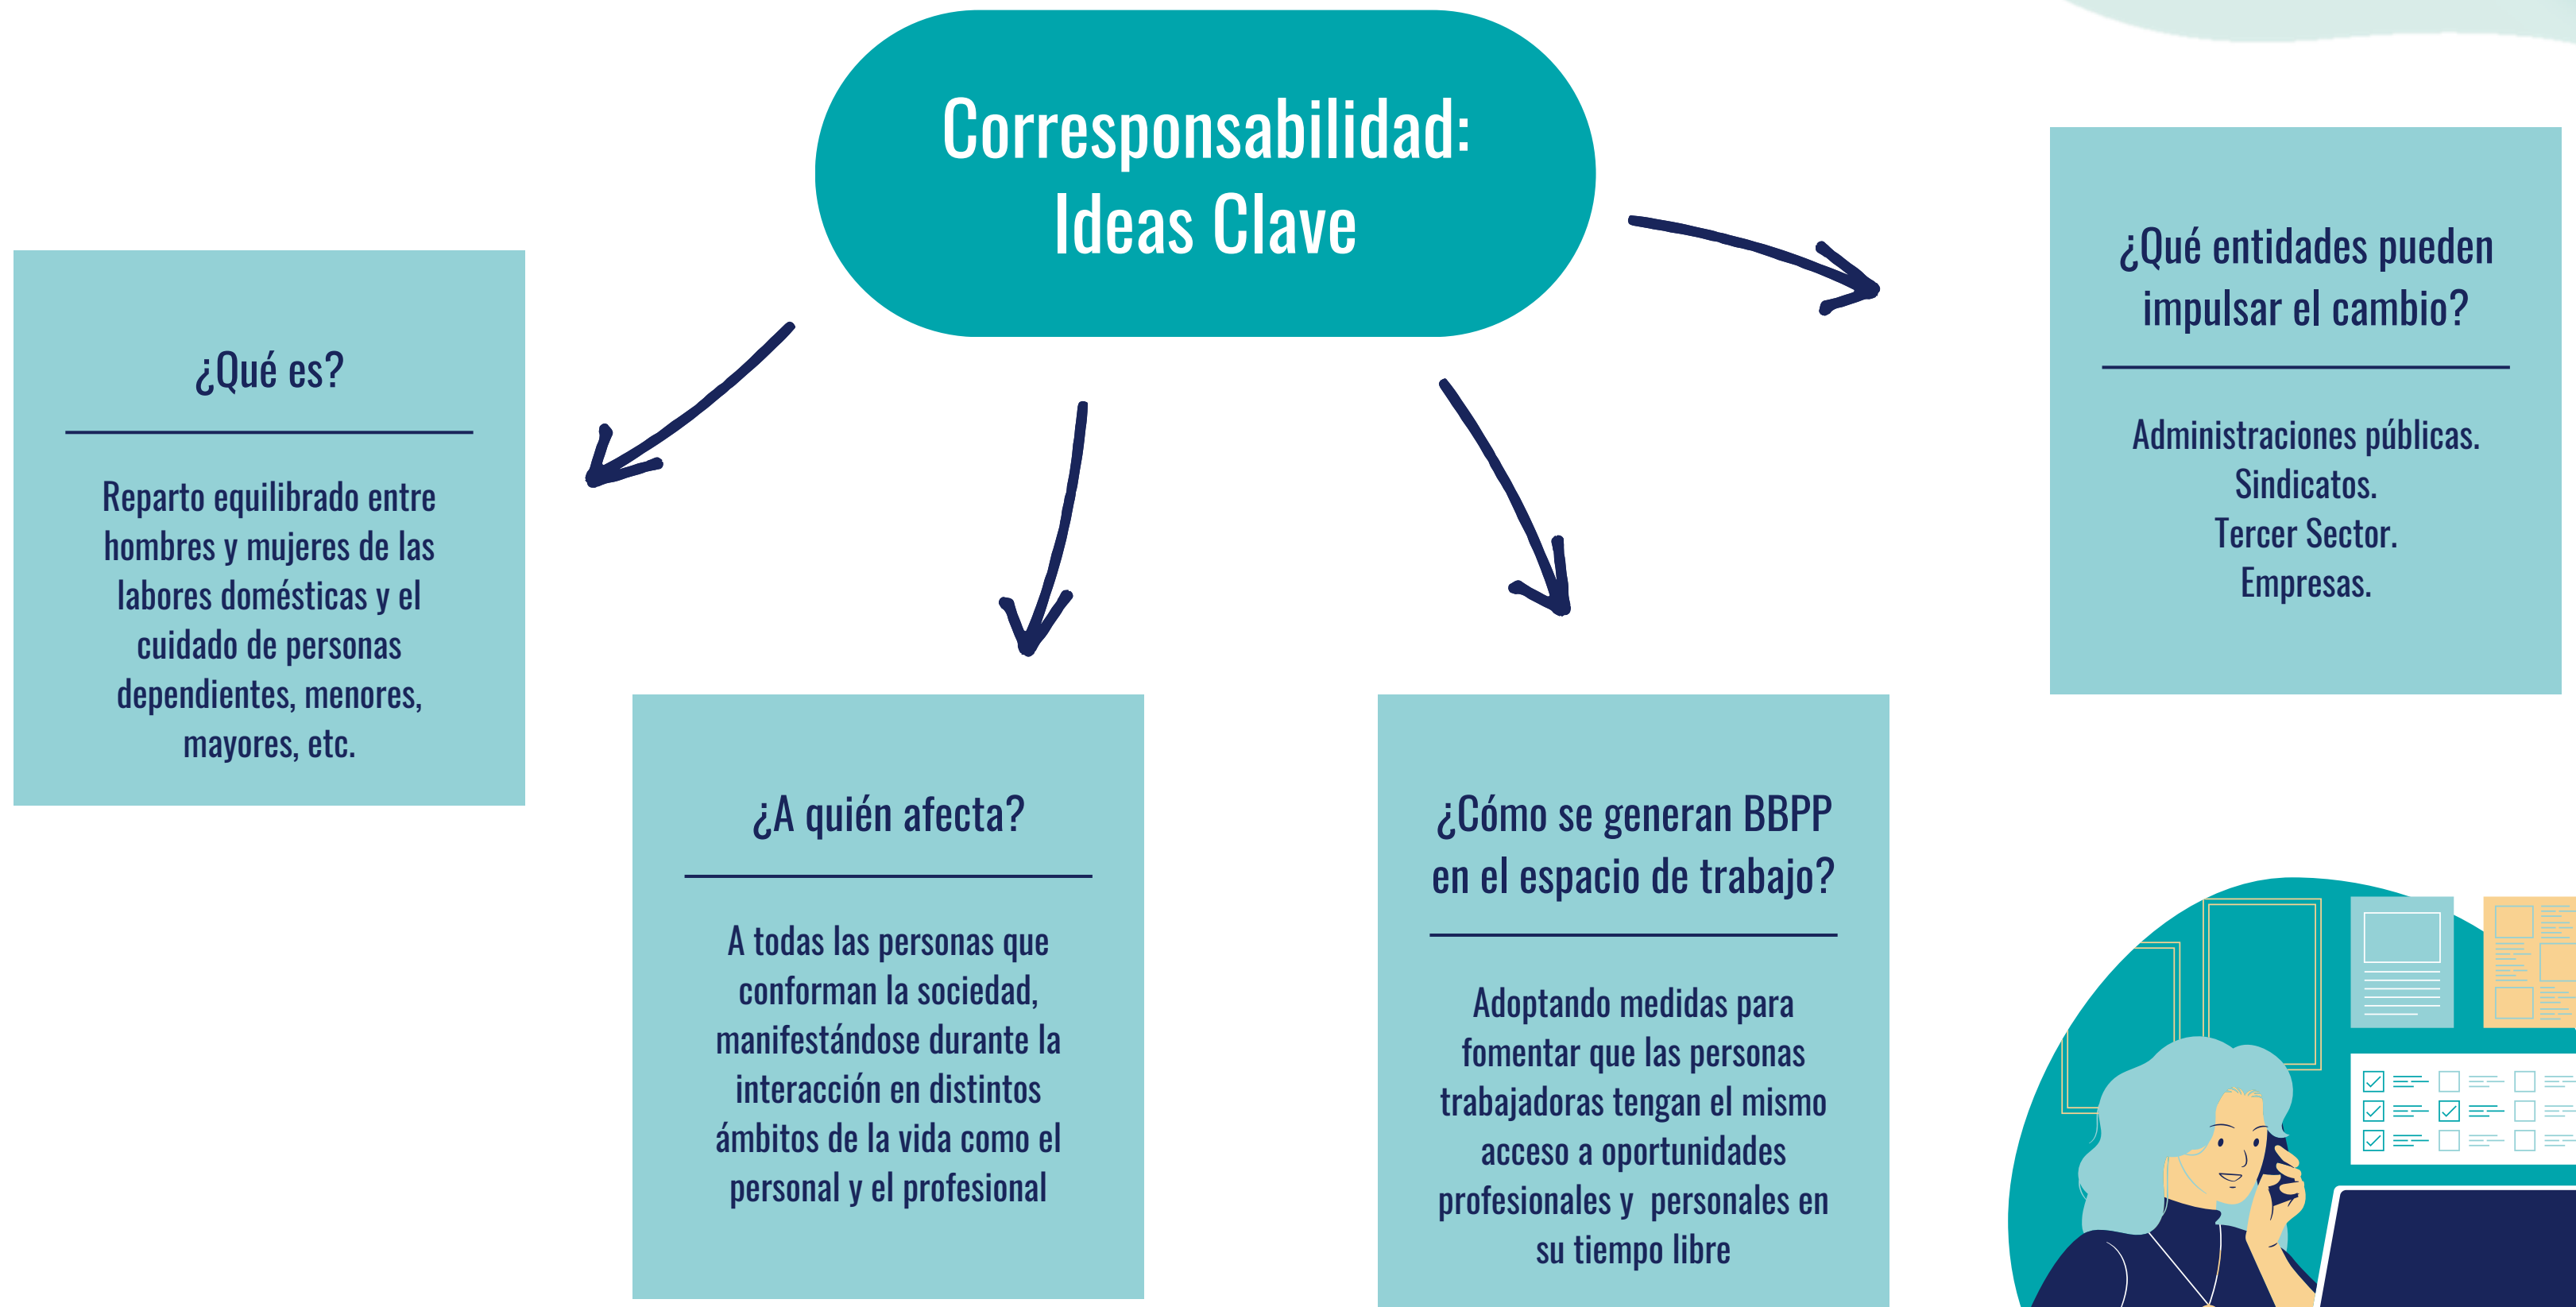 Corresponsabilidad:
Ideas Clave
¿Qué es?
Reparto equilibrado entre
hombres y mujeres de las
labores domésticas y el
cuidado de personas
dependientes, menores,
mayores, etc.
¿A quién afecta?
A todas las personas que
conforman la sociedad,
manifestándose durante la
interacción en distintos
ámbitos de la vida como el
personal y el profesional
¿Cómo se generan BBPP
en el espacio de trabajo?
Adoptando medidas para
fomentar que las personas
trabajadoras tengan el mismo
acceso a oportunidades
profesionales y  personales en
su tiempo libre
¿Qué entidades pueden
impulsar el cambio?
Administraciones públicas.
Sindicatos.
Tercer Sector.
Empresas.